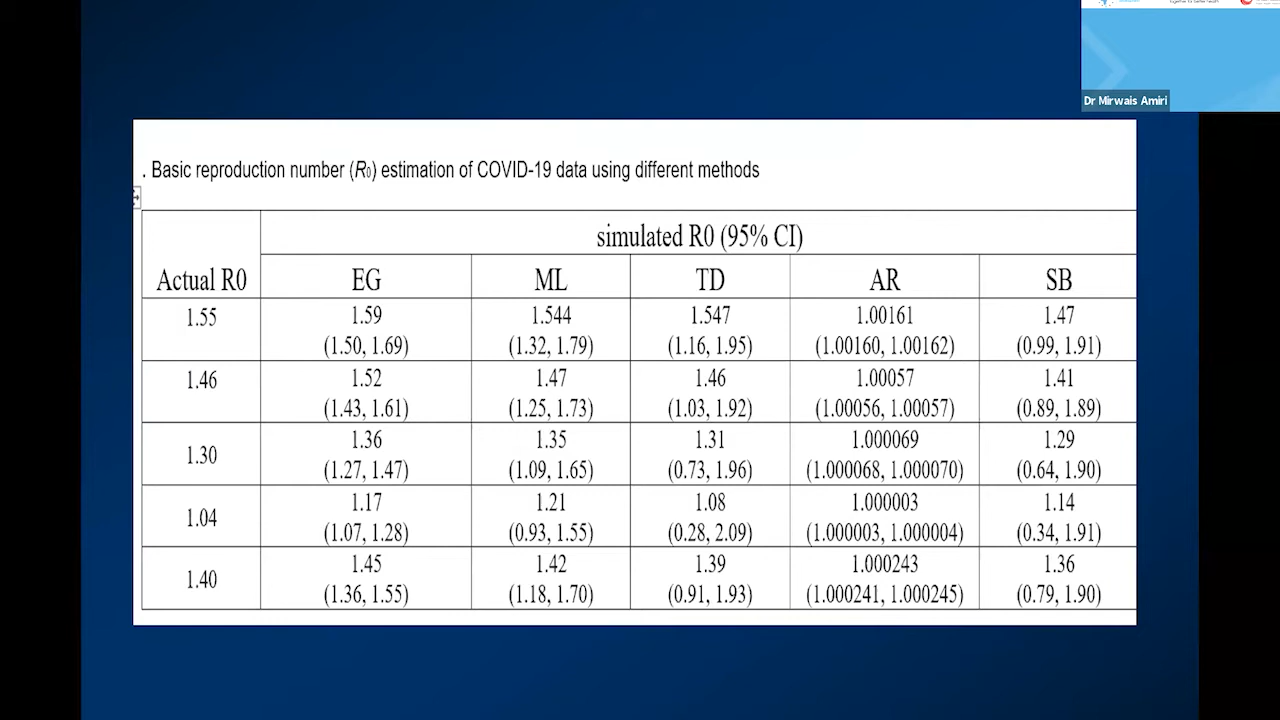 Together for Better Health
Dr Mirwais Amiri
. Basic reproduction number (R0) estimation of COVID-19 data using different methods
simulated R0 (95% CI)
Actual R0 EG ML TD AR SB
1.55 1.59 1.544 1.547 1.00161 1.47
(1.50, 1.69) (1.32, 1.79) (1.16, 1.95) (1.00160, 1.00162) (0.99, 1.91)
1.46 1.52 1.47 1.46 1.00057 1.41
(1.43, 1.61) (1.25, 1.73) (1.03, 1.92) (1.00056, 1.00057) (0.89, 1.89)
1.30 1.36 1.35 1.31 1.000069 1.29
(1.27, 1.47) (1.09, 1.65) (0.73, 1.96) (1.000068, 1.000070) (0.64, 1.90)
1.04 1.17 1.21 1.08 1.000003 1.14
(1.07, 1.28) (0.93, 1.55) (0.28, 2.09) (1.000003, 1.000004) (0.34, 1.91)
1.40 1.45 1.42 1.39 1.000243 1.36
(1.36, 1.55) (1.18, 1.70) (0.91, 1.93) (1.000241, 1.000245) (0.79, 1.90)